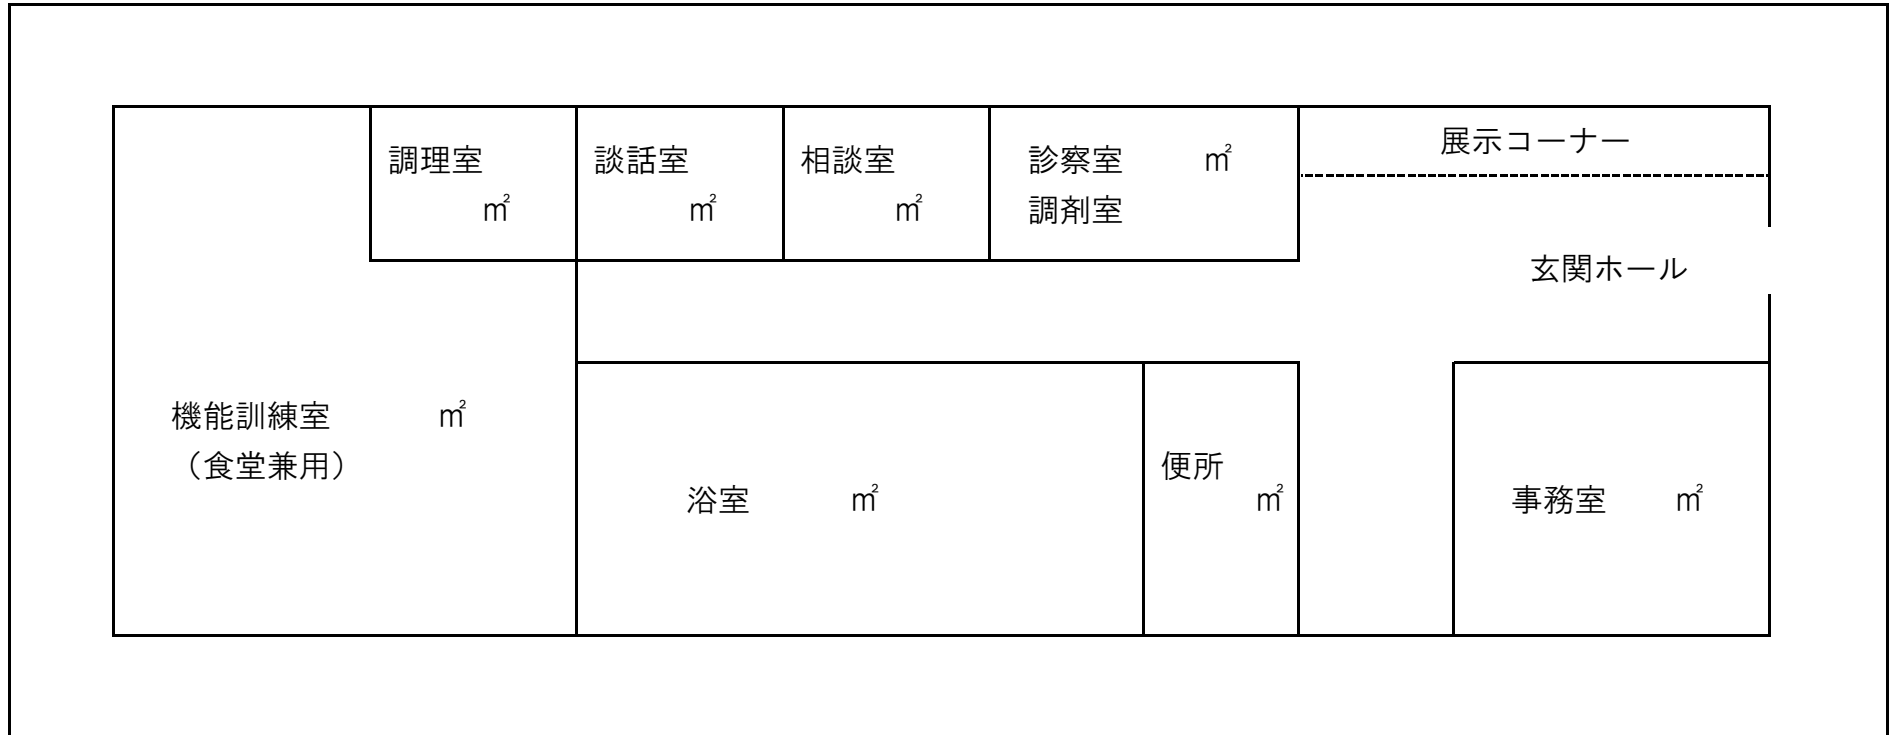 調理室
㎡
談話室
㎡
相談室
㎡
診察室 ㎡
調剤室
展示コーナー
玄関ホール
機能訓練室 ㎡
（食堂兼用）
浴室 ㎡
便所
㎡
事務室 ㎡